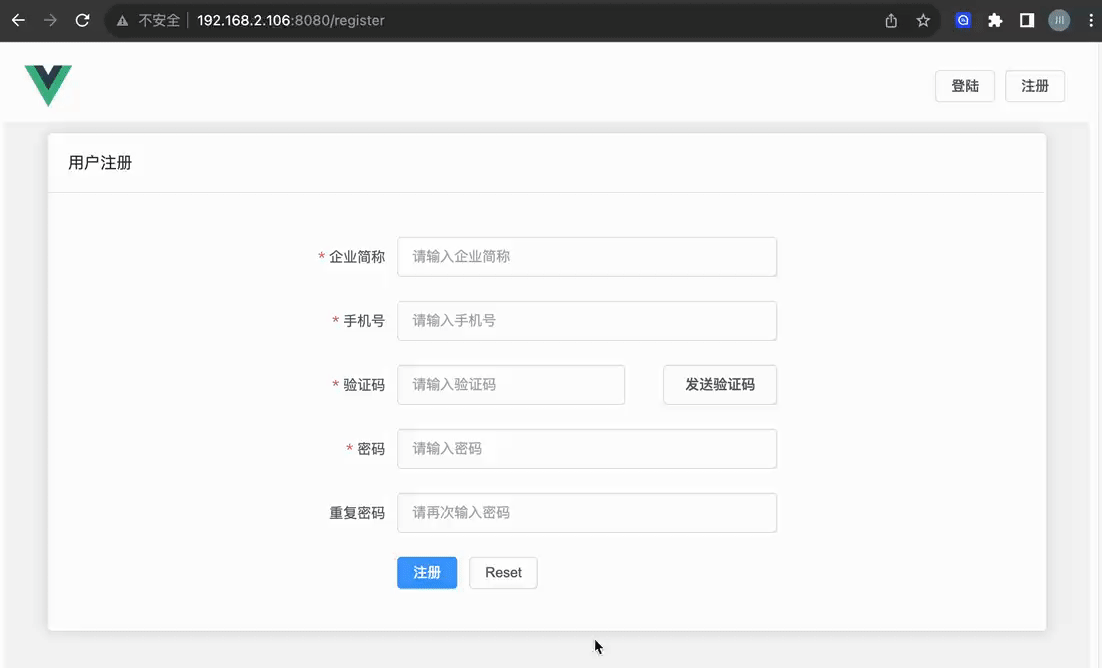 不安全 192.168.2.106:8080/register 川
登陆 注册
用户注册
* 企业简称 请输入企业简称
* 手机号 请输入手机号
* 验证码 请输入验证码 发送验证码
* 密码 请输入密码
重复密码 请再次输入密码
注册 Reset